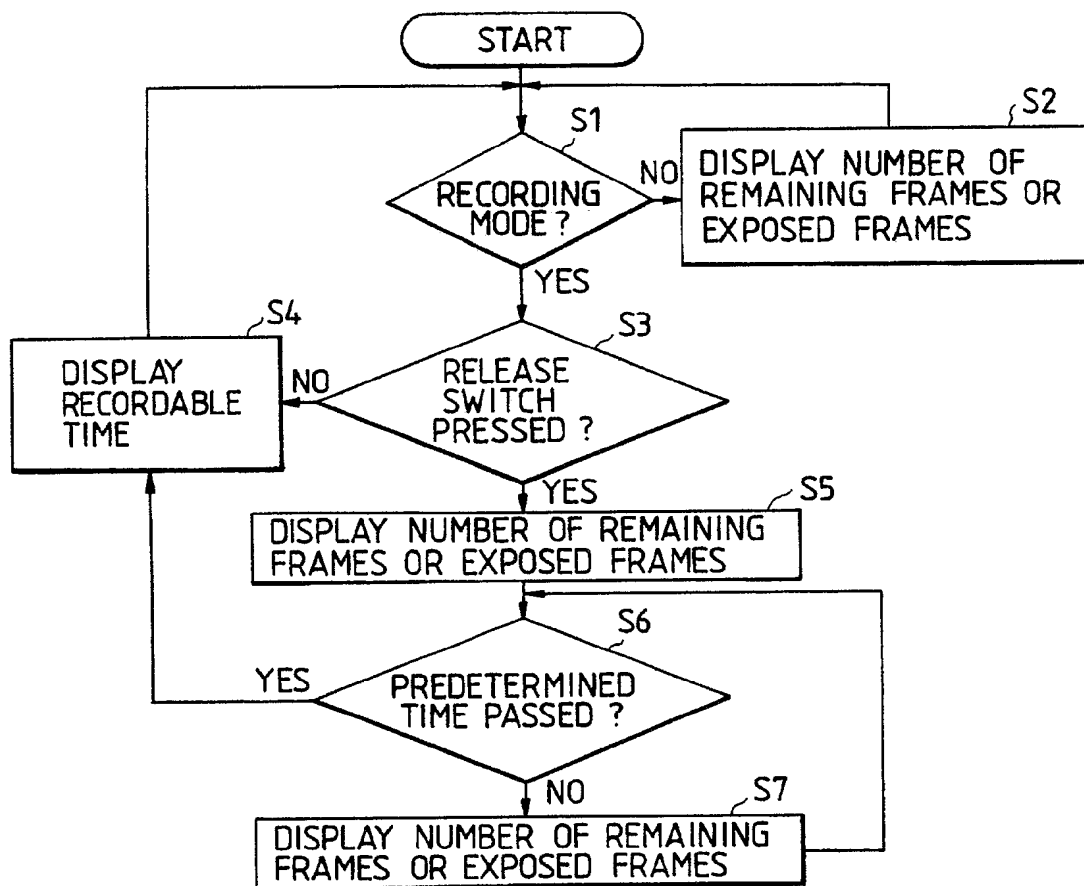 START
S1
S2
RECORDING
MODE ?
NO
DISPLAY NUMBER OF
REMAINING FRAMES OR
EXPOSED FRAMES
YES
S4
S3
DISPLAY
RECORDABLE
TIME
NO
RELEASE
SWITCH
PRESSED ?
YES
S5
DISPLAY NUMBER OF REMAINING
FRAMES OR EXPOSED FRAMES
S6
YES
PREDETERMINED
TIME PASSED ?
NO
S7
DISPLAY NUMBER OF REMAINING
FRAMES OR EXPOSED FRAMES